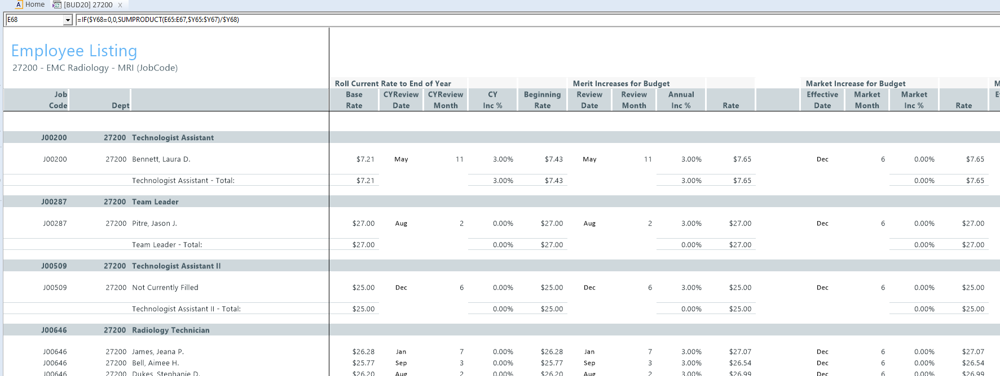 Home [BUD20] 27200 x
E68 =IF($Y68=0,0,SUMPRODUCT(E65:E67,$Y65:$Y67)/$Y68)
Employee Listing
27200 - EMC Radiology - MRI (JobCode)
Roll Current Rate to End of Year Merit Increases for Budget Market Increase for Budget M
Job Base CYReview CYReview CY Beginning Review Review Annual Effective Market Market E
Code Dept Rate Date Month Inc % Rate Date Month Inc % Rate Date Month Inc % Rate
J00200 27200 Technologist Assistant
J00200 27200 Bennett, Laura D. $7.21 May 11 3.00% $7.43 May 11 3.00% $7.65 Dec 6 0.00% $7.65
Technologist Assistant - Total: $7.21 3.00% $7.43 3.00% $7.65 0.00% $7.65
J00287 27200 Team Leader
J00287 27200 Pitre, Jason J. $27.00 Aug 2 0.00% $27.00 Aug 2 3.00% $27.00 Dec 6 0.00% $27.00
Team Leader - Total: $27.00 0.00% $27.00 0.00% $27.00 0.00% $27.00
J00509 27200 Technologist Assistant II
J00509 27200 Not Currently Filled $25.00 Dec 6 0.00% $25.00 Dec 6 3.00% $25.00 Dec 6 0.00% $25.00
Technologist Assistant II - Total: $25.00 0.00% $25.00 0.00% $25.00 0.00% $25.00
J00646 27200 Radiology Technician
J00646 27200 James, Jeana P. $26.28 Jan 7 0.00% $26.28 Jan 7 3.00% $27.07 Dec 6 0.00% $27.07
J00646 27200 Bell, Aimee H. $25.77 Sep 3 0.00% $25.77 Sep 3 3.00% $26.54 Dec 6 0.00% $26.54
J00646 27200 Dukes, Stephanie D. $26.20 Aug 2 0.00% $26.20 Aug 2 3.00% $26.99 Dec 6 0.00% $26.99